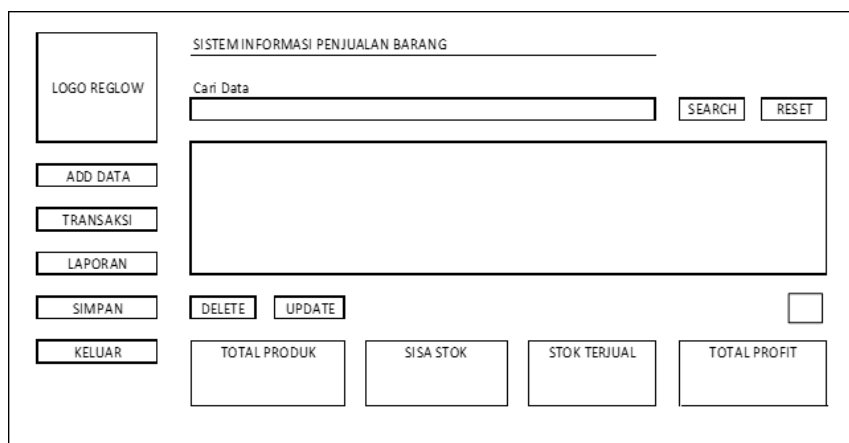 SISTEM INFORMASI PENJUALAN BARANG
LOGO REGLOW
Cari Data
SEARCH
RESET
ADD DATA
TRANSAKSI
LAPORAN
SIMPAN
KELUAR
DELETE
UPDATE
TOTAL PRODUK
SISA STOK
STOK TERJUAL
TOTAL PROFIT